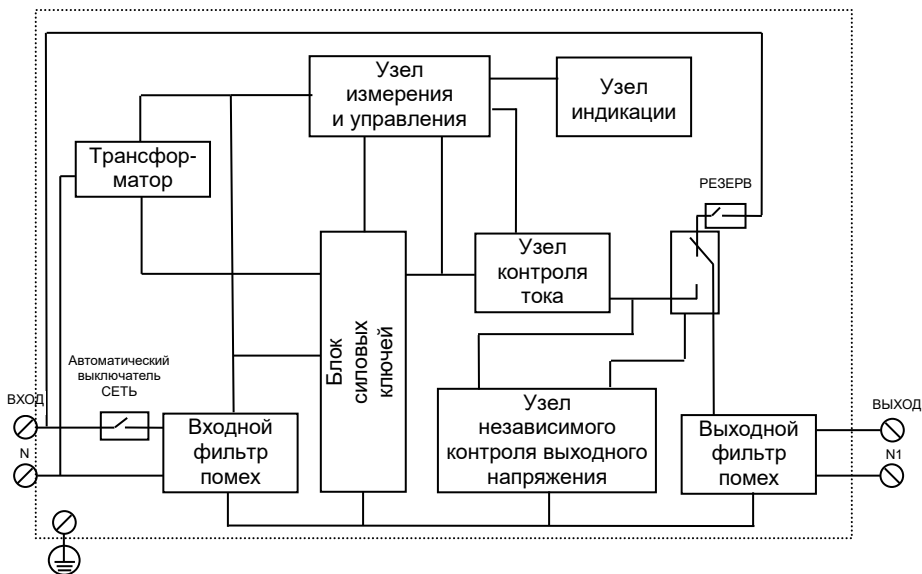 Узел
измерения
и управления
Узел
индикации
Трансфор-
матор
РЕЗЕРВ
Узел
контроля
тока
Блок
силовых
ключей
Автоматический
выключатель
СЕТЬ
ВХОД
N
Входной
фильтр
помех
Узел
независимого
контроля выходного
напряжения
Выходной
фильтр
помех
ВЫХОД
N1